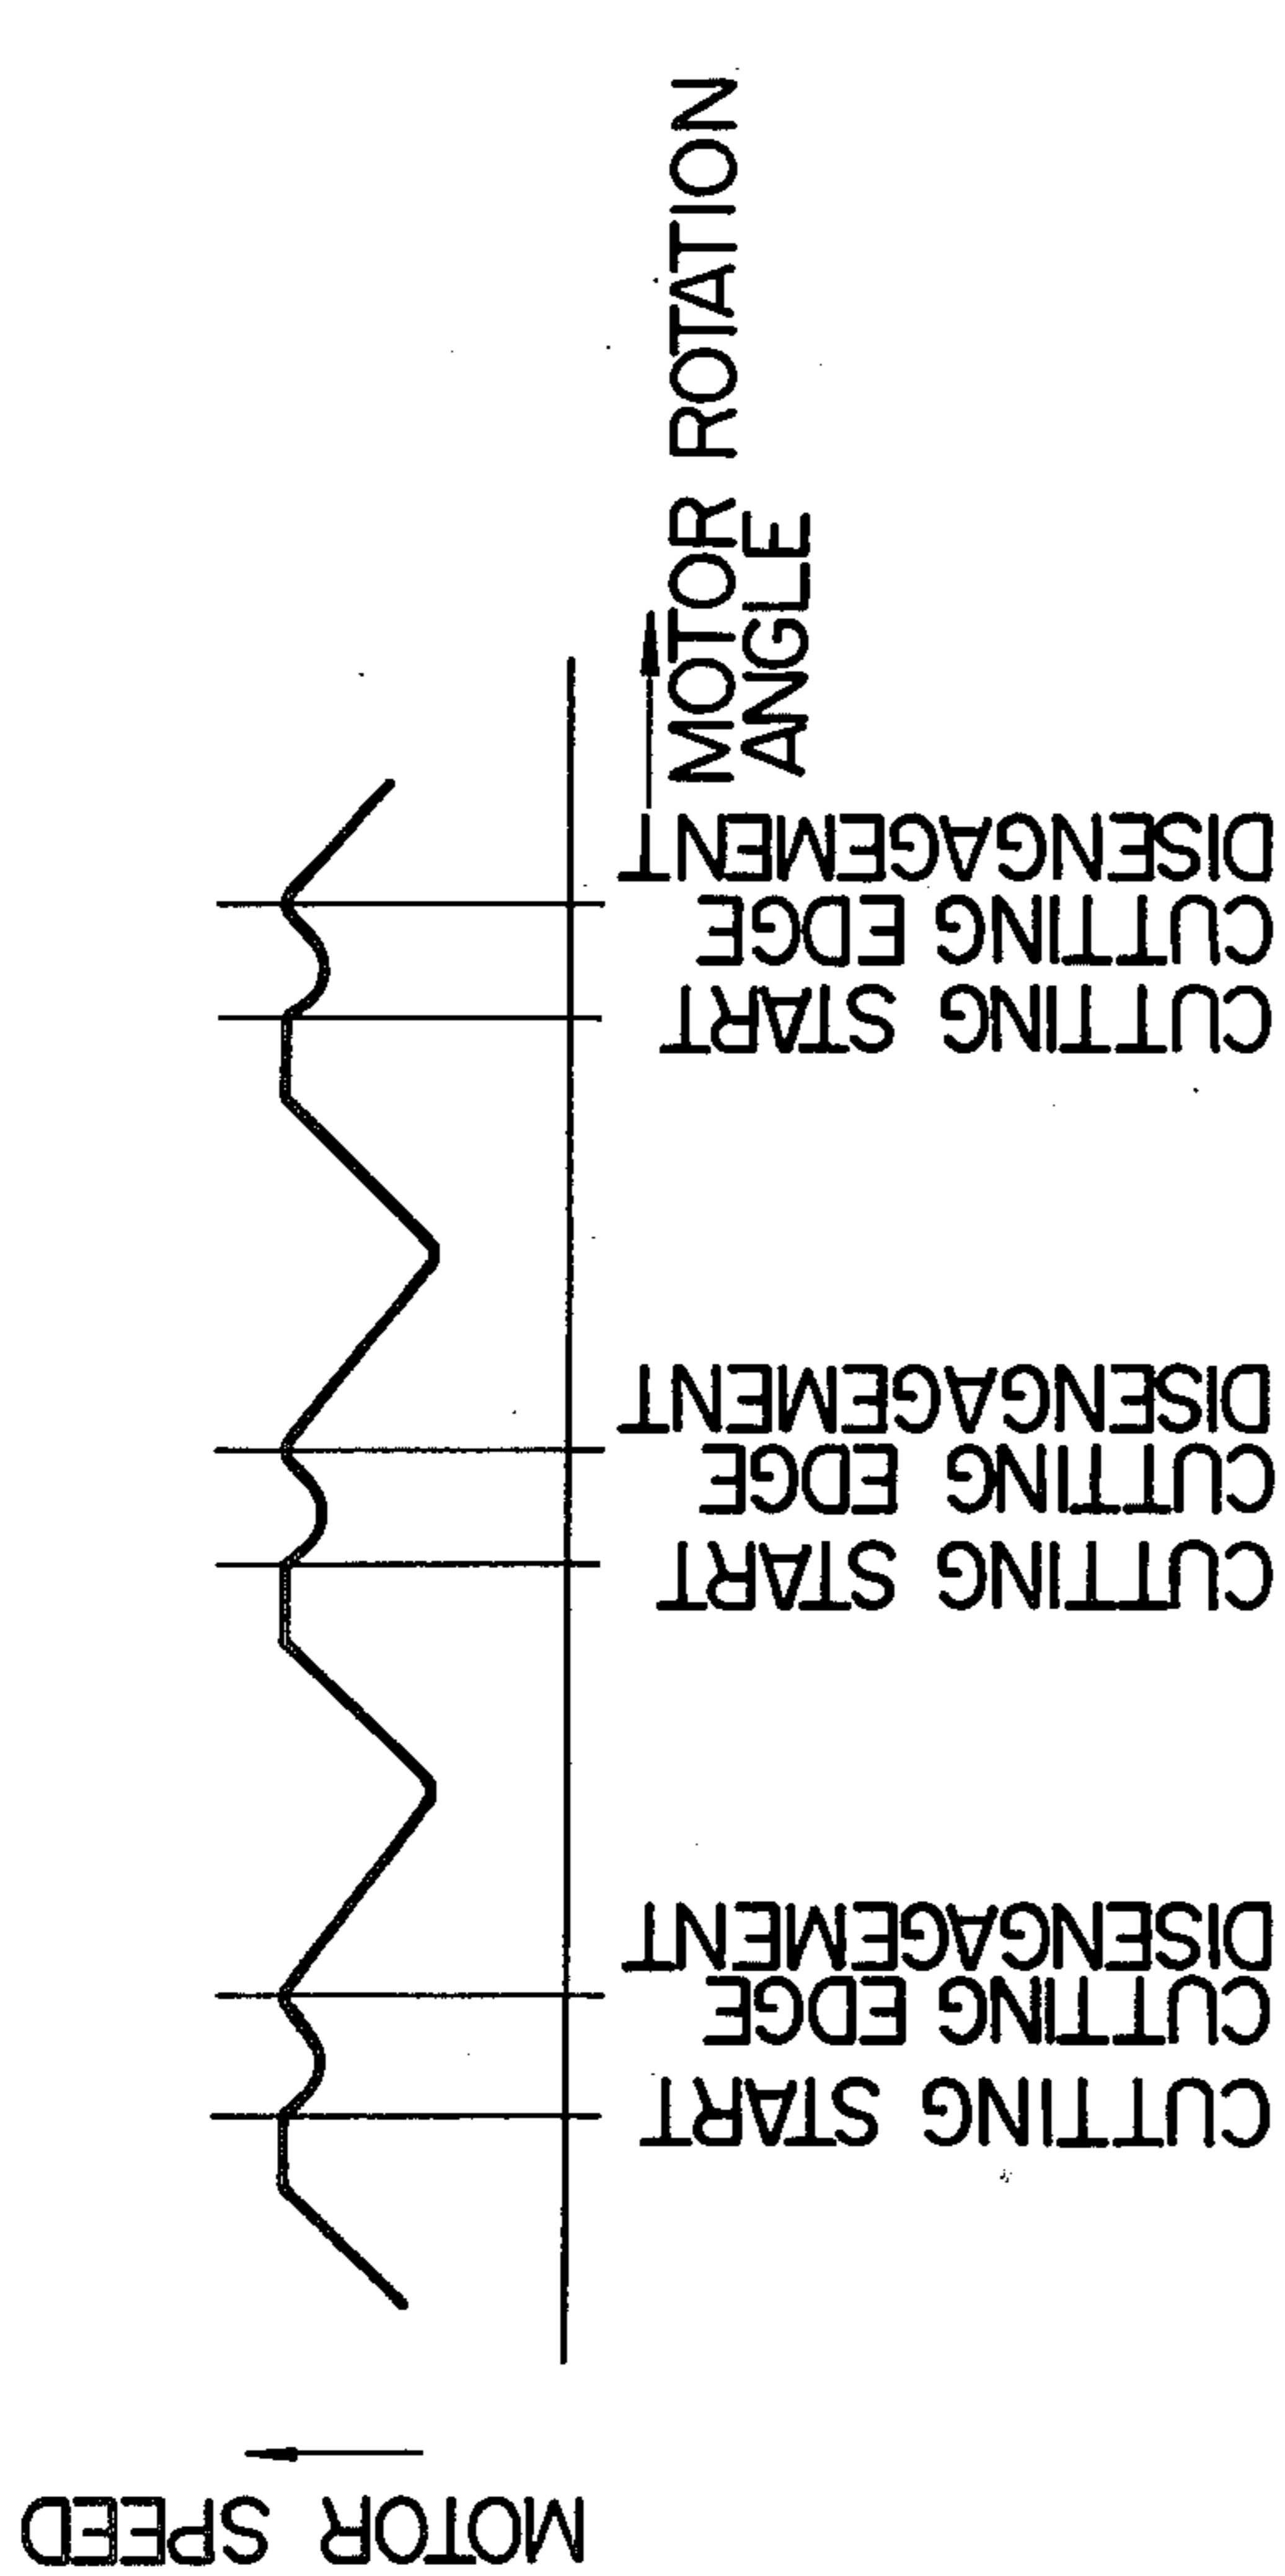 MOTOR SPEED
CUTTING START
CUTTING EDGE
DISENGAGEMENT
CUTTING START
CUTTING EDGE
DISENGAGEMENT
CUTTING START
CUTTING EDGE
DISENGAGEMENT
MOTOR ROTATION
ANGLE